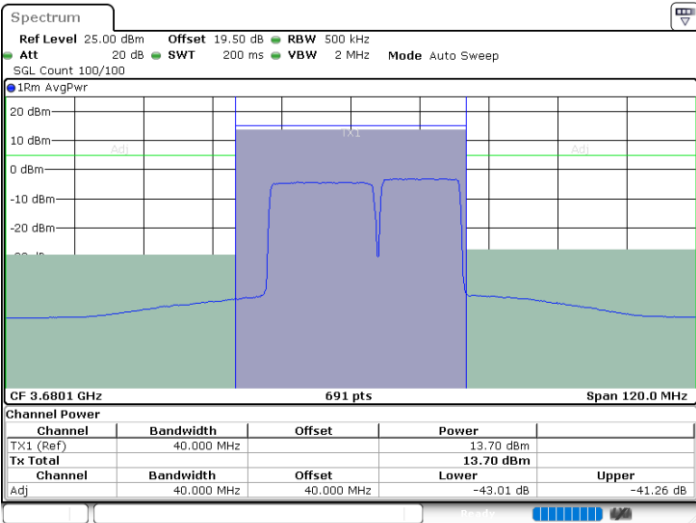 Spectrum
Ref Level 25.00 dBm Offset 19.50 dB RBW 500 kHz
Att 20 dB SWT 200 ms VBW 2 MHz Mode Auto Sweep
SGL Count 100/100
1Rm AvgPwr
20 dBm
TX1
10 dBm
Adj Adj
0 dBm
-10 dBm
-20 dBm
CF 3.6801 GHz 691 pts Span 120.0 MHz
Channel Power
Channel Bandwidth Offset Power
TX1 (Ref) 40.000 MHz 13.70 dBm
Tx Total 13.70 dBm
Channel Bandwidth Offset Lower Upper
Adj 40.000 MHz 40.000 MHz -43.01 dB -41.26 dB
Ready